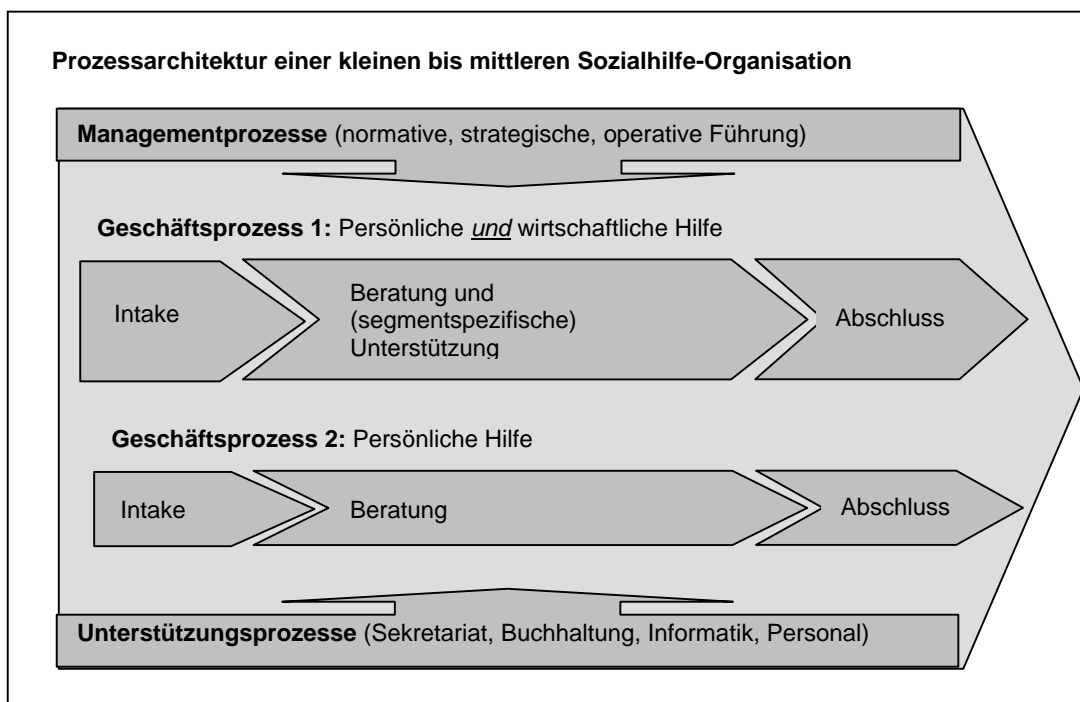 Prozessarchitektur einer kleinen bis mittleren Sozialhilfe-Organisation
Managementprozesse (normative, strategische, operative Führung)
Geschäftsprozess 1: Persönliche und wirtschaftliche Hilfe
Intake
Beratung und
(segmentspezifische)
Unterstützung
Abschluss
Geschäftsprozess 2: Persönliche Hilfe
Intake
Beratung
Abschluss
Unterstützungsprozesse (Sekretariat, Buchhaltung, Informatik, Personal)